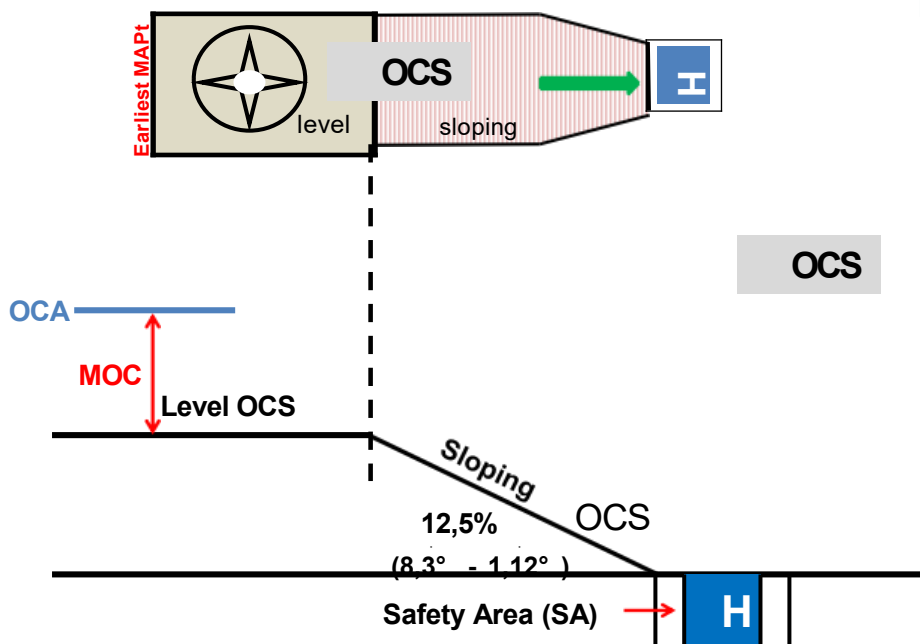 Earliest MAPt
OCS
level
sloping
H
OCS
OCA
MOC
Level OCS
Sloping
12,5%
OCS
(8,3° - 1,12° )
Safety Area (SA)
H